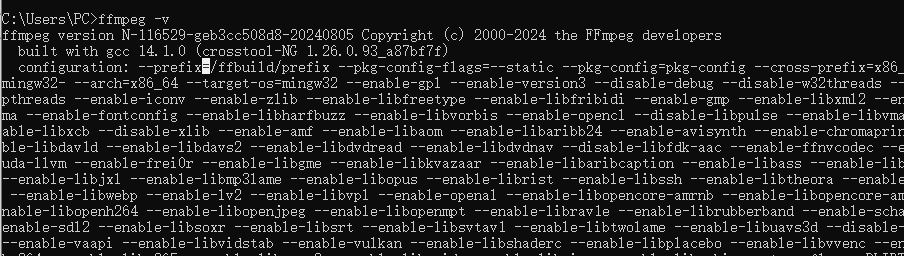 C:\Users\PC>ffmpeg -v
ffmpeg version N-116529-geb3cc508d8-20240805 Copyright (c) 2000-2024 the FFmpeg developers
built with gcc 14.1.0 (crosstool-NG 1.26.0.93_a87bf7f)
configuration: --prefix=/ffbuild/prefix --pkg-config-flags=--static --pkg-config=pkg-config --cross-prefix=x86_
mingw32- --arch=x86_64 --target-os=mingw32 --enable-gpl --enable-version3 --disable-debug --disable-w32threads --
pthreads --enable-iconv --enable-zlib --enable-libfreetype --enable-libfribidi --enable-gmp --enable-libxml2 --en
ma --enable-fontconfig --enable-libharfbuzz --enable-libvorbis --enable-opencl --disable-libpulse --enable-libvma
able-libxcb --disable-xlib --enable-amf --enable-libaom --enable-libaribb24 --enable-avisynth --enable-chromaprin
ble-libdav1d --enable-libdavs2 --enable-libdvdread --enable-libdvdnav --disable-libfdk-aac --enable-ffnvcodec --e
uda-llvm --enable-frei0r --enable-libgme --enable-libkvazaar --enable-libaribcaption --enable-libass --enable-lib
-enable-libjxl --enable-libmp3lame --enable-libopus --enable-librist --enable-libssh --enable-libtheora --enable-
--enable-libwebp --enable-lv2 --enable-libvpl --enable-openal --enable-libopencore-amrnb --enable-libopencore-am
nable-libopenh264 --enable-libopenjpeg --enable-libopenmpt --enable-librav1e --enable-librubberband --enable-scha
enable-sdl2 --enable-libsoxr --enable-libsrt --enable-libsvtav1 --enable-libtwolame --enable-libuavs3d --disable-
--enable-vaapi --enable-libvidstab --enable-vulkan --enable-libshaderc --enable-libplacebo --enable-libvvenc --en